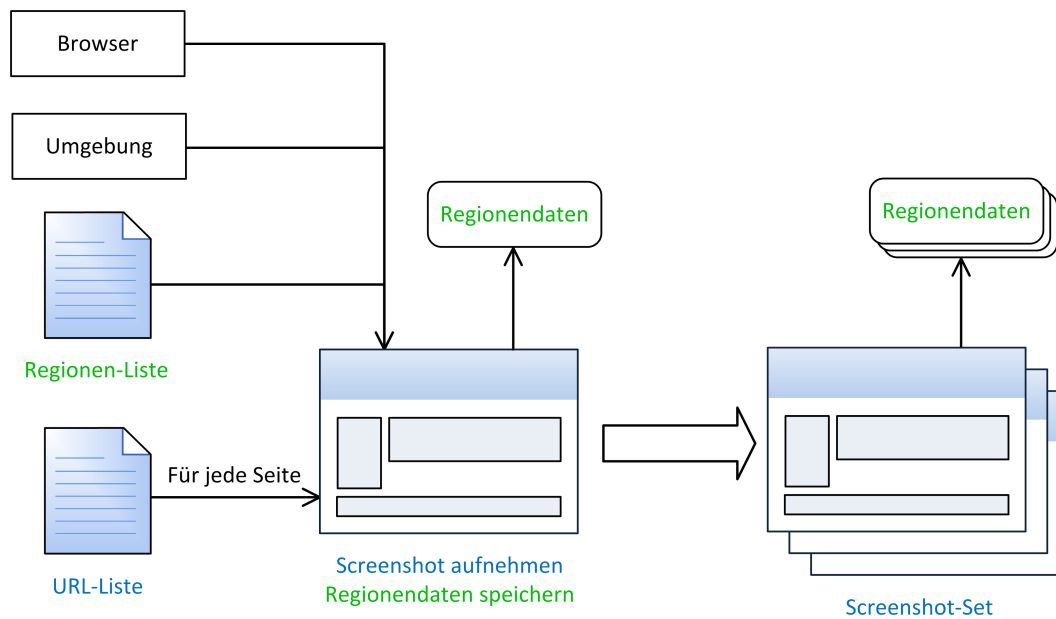 Browser
Umgebung
Regionendaten
Regionendaten
Regionen-Liste
Für jede Seite
URL-Liste
Screenshot aufnehmen
Regionendaten speichern
Screenshot-Set